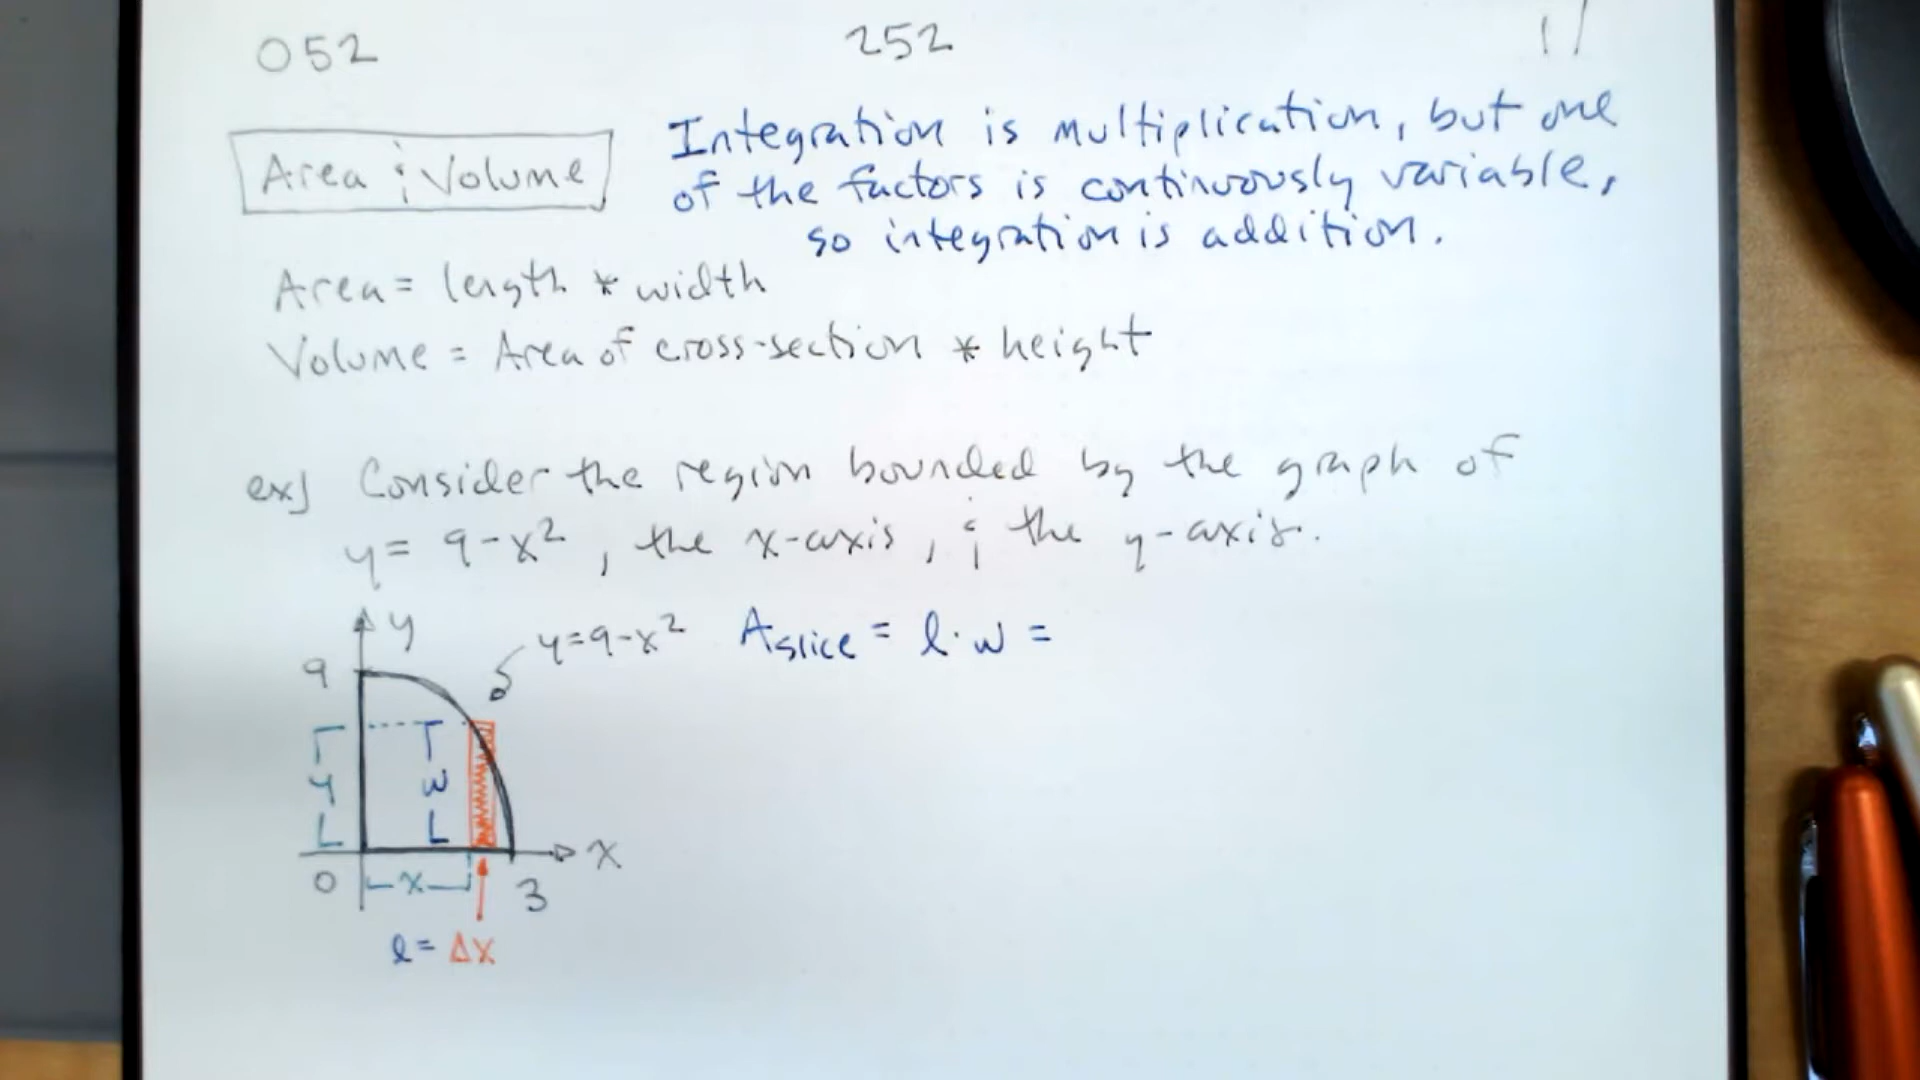 052
252
1/
Area & Volume
Integration is multiplication, but one
of the factors is continuously variable,
so integration is addition.
Area = length * width
Volume = Area of cross-section * height
ex] Consider the region bounded by the graph of
y = 9-x², the x-axis, & the y-axis.
y
y=9-x²
A_slice = l·w =
9
y
w
x
0
x
3
l = Δx